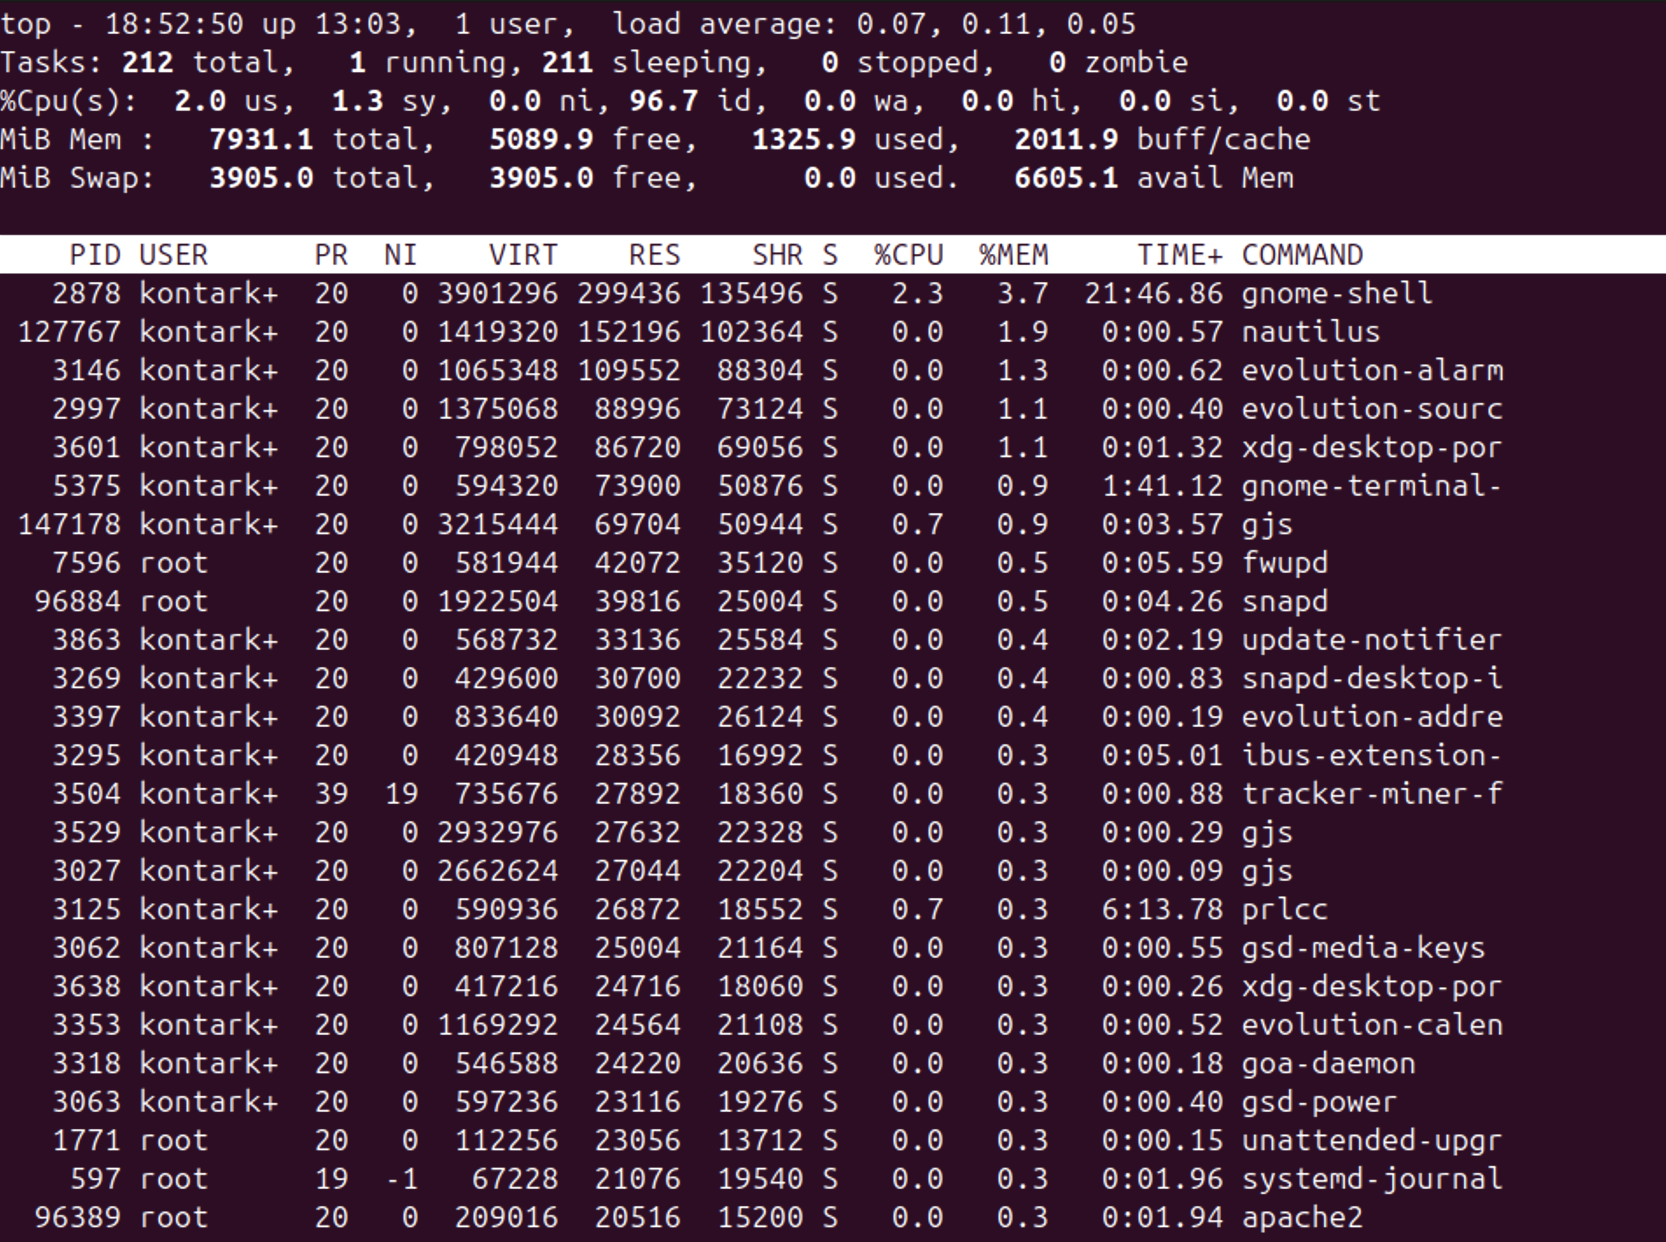 top - 18:52:50 up 13:03,  1 user,  load average: 0.07, 0.11, 0.05
Tasks: 212 total,   1 running, 211 sleeping,   0 stopped,   0 zombie
%Cpu(s):  2.0 us,  1.3 sy,  0.0 ni, 96.7 id,  0.0 wa,  0.0 hi,  0.0 si,  0.0 st
MiB Mem :   7931.1 total,   5089.9 free,   1325.9 used,   2011.9 buff/cache
MiB Swap:   3905.0 total,   3905.0 free,      0.0 used.   6605.1 avail Mem
    PID USER      PR  NI    VIRT    RES    SHR S  %CPU  %MEM     TIME+ COMMAND
   2878 kontark+  20   0 3901296 299436 135496 S   2.3   3.7  21:46.86 gnome-shell
 127767 kontark+  20   0 1419320 152196 102364 S   0.0   1.9   0:00.57 nautilus
   3146 kontark+  20   0 1065348 109552  88304 S   0.0   1.3   0:00.62 evolution-alarm
   2997 kontark+  20   0 1375068  88996  73124 S   0.0   1.1   0:00.40 evolution-sourc
   3601 kontark+  20   0  798052  86720  69056 S   0.0   1.1   0:01.32 xdg-desktop-por
   5375 kontark+  20   0  594320  73900  50876 S   0.0   0.9   1:41.12 gnome-terminal-
 147178 kontark+  20   0 3215444  69704  50944 S   0.7   0.9   0:03.57 gjs
   7596 root      20   0  581944  42072  35120 S   0.0   0.5   0:05.59 fwupd
  96884 root      20   0 1922504  39816  25004 S   0.0   0.5   0:04.26 snapd
   3863 kontark+  20   0  568732  33136  25584 S   0.0   0.4   0:02.19 update-notifier
   3269 kontark+  20   0  429600  30700  22232 S   0.0   0.4   0:00.83 snapd-desktop-i
   3397 kontark+  20   0  833640  30092  26124 S   0.0   0.4   0:00.19 evolution-addre
   3295 kontark+  20   0  420948  28356  16992 S   0.0   0.3   0:05.01 ibus-extension-
   3504 kontark+  39  19  735676  27892  18360 S   0.0   0.3   0:00.88 tracker-miner-f
   3529 kontark+  20   0 2932976  27632  22328 S   0.0   0.3   0:00.29 gjs
   3027 kontark+  20   0 2662624  27044  22204 S   0.0   0.3   0:00.09 gjs
   3125 kontark+  20   0  590936  26872  18552 S   0.7   0.3   6:13.78 prlcc
   3062 kontark+  20   0  807128  25004  21164 S   0.0   0.3   0:00.55 gsd-media-keys
   3638 kontark+  20   0  417216  24716  18060 S   0.0   0.3   0:00.26 xdg-desktop-por
   3353 kontark+  20   0 1169292  24564  21108 S   0.0   0.3   0:00.52 evolution-calen
   3318 kontark+  20   0  546588  24220  20636 S   0.0   0.3   0:00.18 goa-daemon
   3063 kontark+  20   0  597236  23116  19276 S   0.0   0.3   0:00.40 gsd-power
   1771 root      20   0  112256  23056  13712 S   0.0   0.3   0:00.15 unattended-upgr
    597 root      19  -1   67228  21076  19540 S   0.0   0.3   0:01.96 systemd-journal
  96389 root      20   0  209016  20516  15200 S   0.0   0.3   0:01.94 apache2